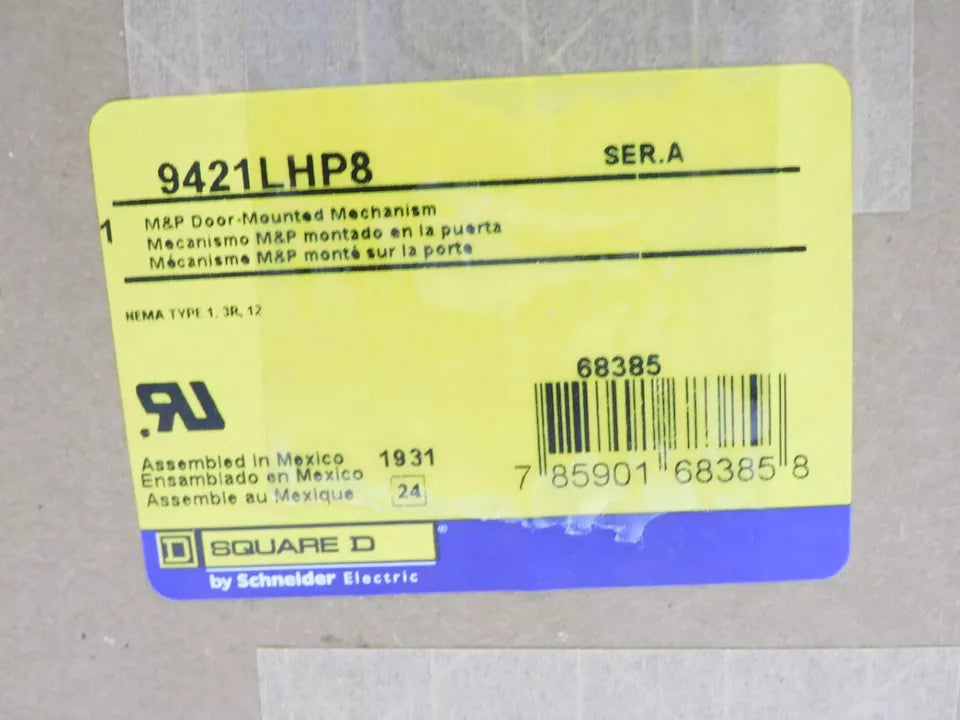 9421LHP8 SER.A
1 M&P Door-Mounted Mechanism
Mecanismo M&P montado en la puerta
Mécanisme M&P monté sur la porte
NEMA TYPE 1, 3R, 12
68385
RU
Assembled in Mexico 1931
Ensamblado en Mexico
Assemble au Mexique 24
7 85901 68385 8
D SQUARE D ®
by Schneider Electric